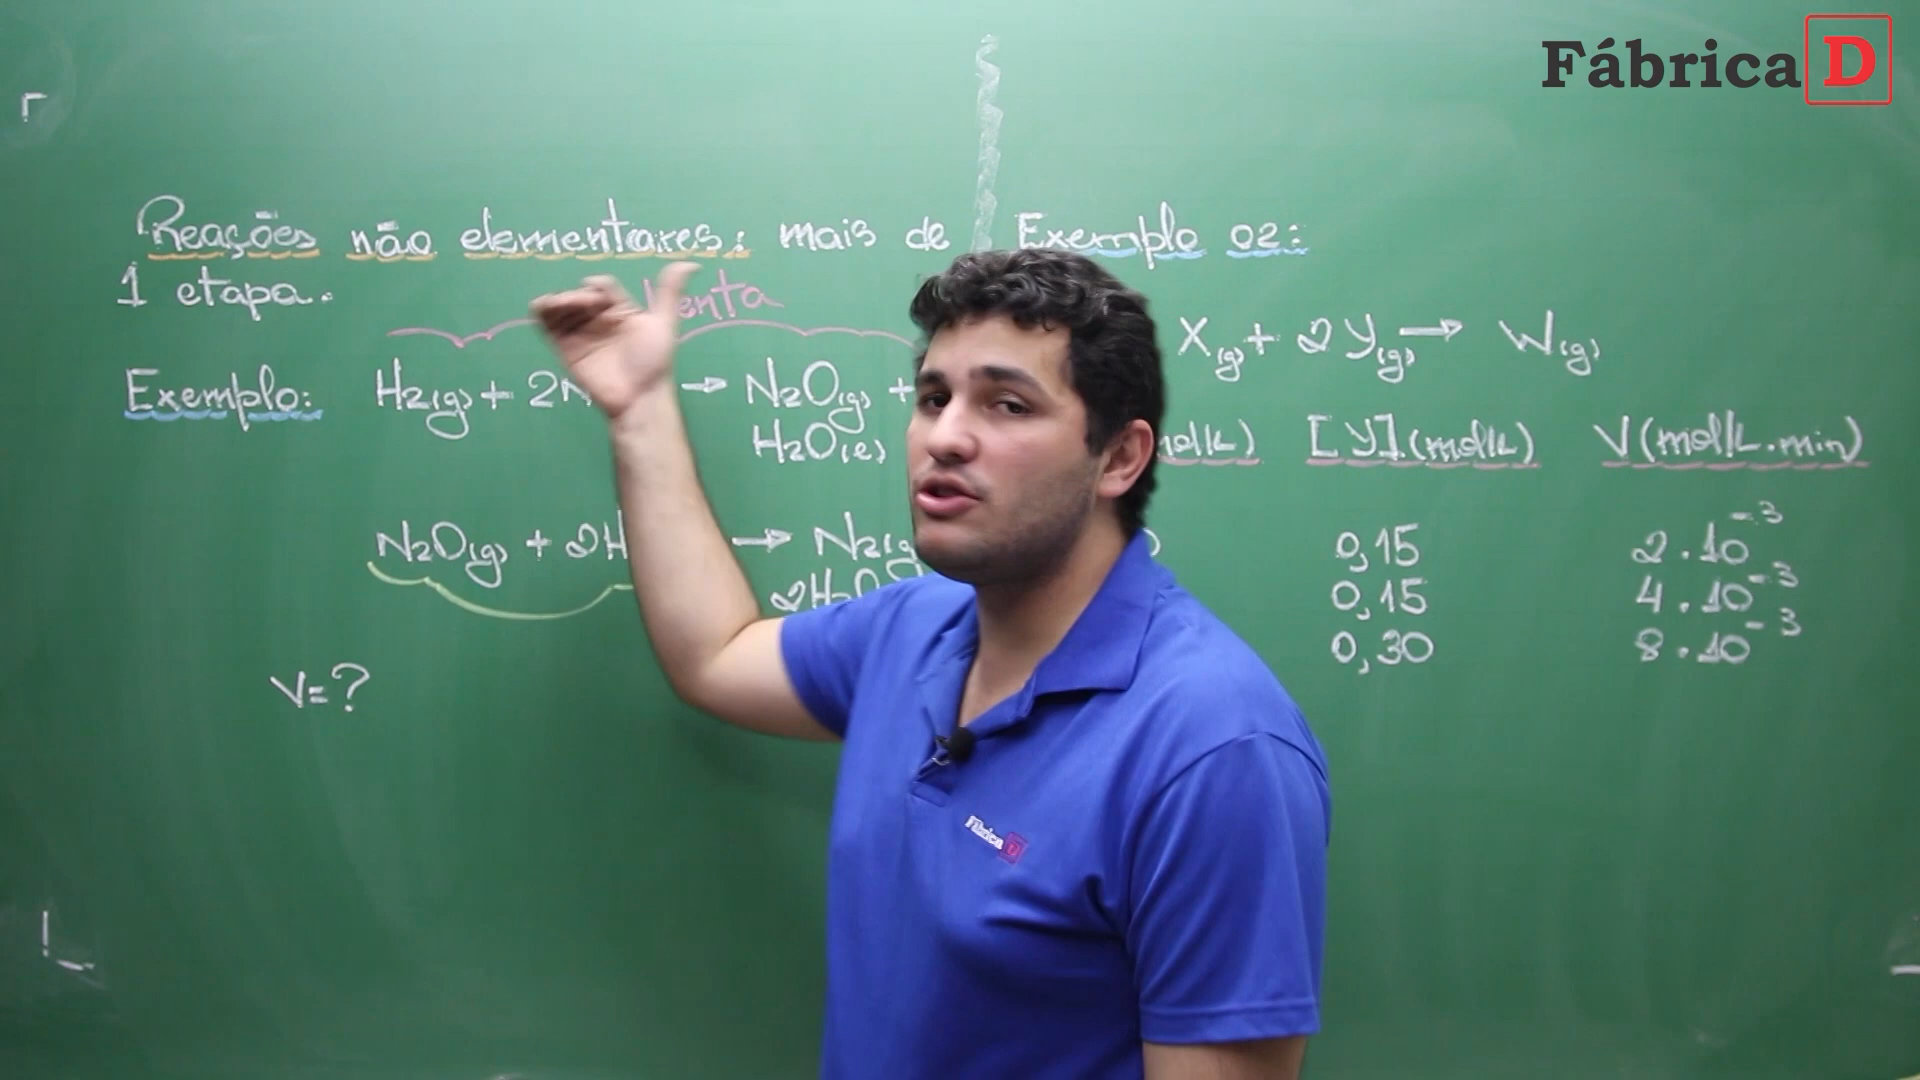 Fábrica D
Reações não elementares: mais de
1 etapa.
lenta
Exemplo: H2(g) + 2N → N2O(g) +
H2O(l)
N2O(g) + 2H → N2(g
2H2O
V=?
Exemplo 02:
X(g) + 2Y(g) → W(g)
mol/L) [Y](mol/L) V(mol/L.min)
0,15 2.10-3
0,15 4.10-3
0,30 8.10-3
Fábrica D